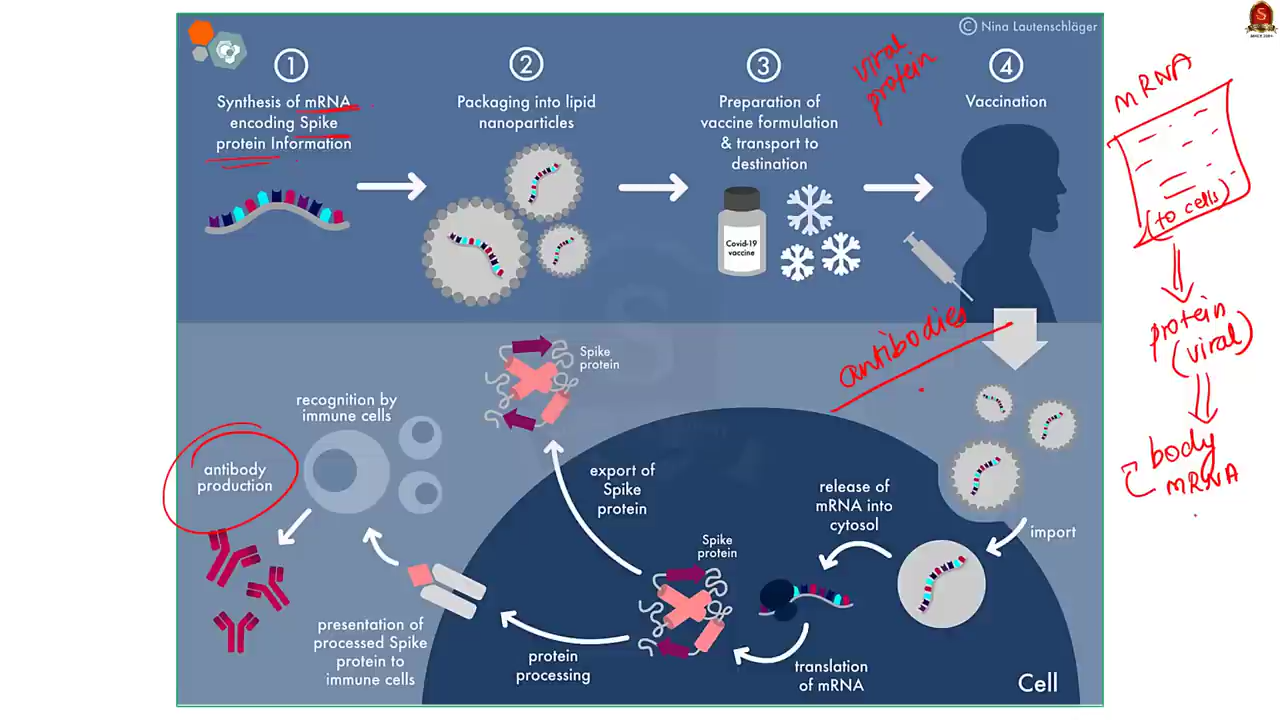 © Nina Lautenschläger
1
Synthesis of mRNA
encoding Spike
protein Information
2
Packaging into lipid
nanoparticles
3
Preparation of
vaccine formulation
& transport to
destination
Covid-19
vaccine
viral
protein
4
Vaccination
mRNA
(to cells)
protein
(viral)
body
mRNA
antibodies
Spike
protein
recognition by
immune cells
antibody
production
export of
Spike
protein
release of
mRNA into
cytosol
import
Spike
protein
presentation of
processed Spike
protein to
immune cells
protein
processing
translation
of mRNA
Cell
S